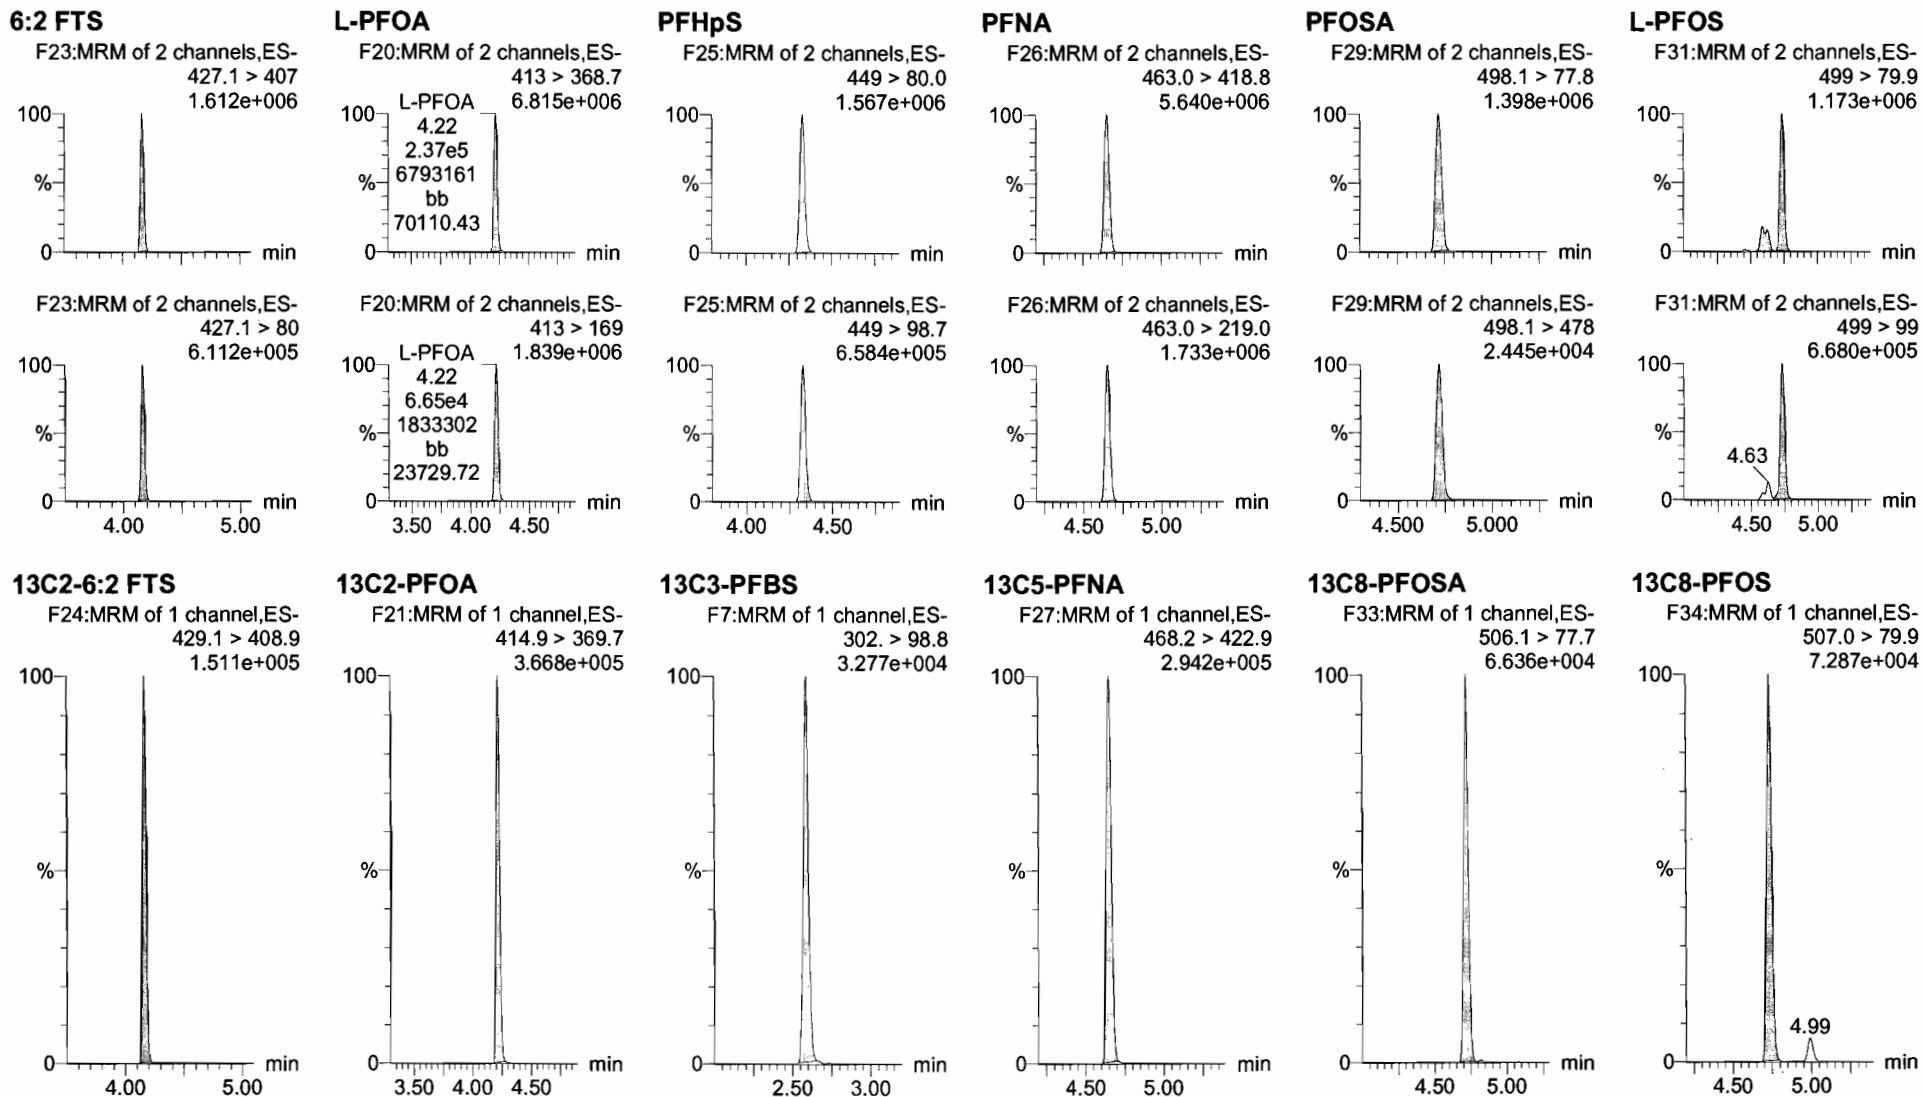 6:2 FTS
F23:MRM of 2 channels,ES-
427.1 > 407
1.612e+006
100
%
0
min
L-PFOA
F20:MRM of 2 channels,ES-
413 > 368.7
6.815e+006
L-PFOA
4.22
2.37e5
6793161
bb
70110.43
100
%
0
min
PFHpS
F25:MRM of 2 channels,ES-
449 > 80.0
1.567e+006
100
%
0
min
PFNA
F26:MRM of 2 channels,ES-
463.0 > 418.8
5.640e+006
100
%
0
min
PFOSA
F29:MRM of 2 channels,ES-
498.1 > 77.8
1.398e+006
100
%
0
min
L-PFOS
F31:MRM of 2 channels,ES-
499 > 79.9
1.173e+006
100
%
0
min
F23:MRM of 2 channels,ES-
427.1 > 80
6.112e+005
100
%
0
min
4.00 5.00
F20:MRM of 2 channels,ES-
413 > 169
1.839e+006
L-PFOA
4.22
6.65e4
1833302
bb
23729.72
100
%
0
min
3.50 4.00 4.50
F25:MRM of 2 channels,ES-
449 > 98.7
6.584e+005
100
%
0
min
4.00 4.50
F26:MRM of 2 channels,ES-
463.0 > 219.0
1.733e+006
100
%
0
min
4.50 5.00
F29:MRM of 2 channels,ES-
498.1 > 478
2.445e+004
100
%
0
min
4.500 5.000
F31:MRM of 2 channels,ES-
499 > 99
6.680e+005
100
%
4.63
0
min
4.50 5.00
13C2-6:2 FTS
F24:MRM of 1 channel,ES-
429.1 > 408.9
1.511e+005
100
%
0
min
4.00 5.00
13C2-PFOA
F21:MRM of 1 channel,ES-
414.9 > 369.7
3.668e+005
100
%
0
min
3.50 4.00 4.50
13C3-PFBS
F7:MRM of 1 channel,ES-
302. > 98.8
3.277e+004
100
%
0
min
2.50 3.00
13C5-PFNA
F27:MRM of 1 channel,ES-
468.2 > 422.9
2.942e+005
100
%
0
min
4.50 5.00
13C8-PFOSA
F33:MRM of 1 channel,ES-
506.1 > 77.7
6.636e+004
100
%
0
min
4.50 5.00
13C8-PFOS
F34:MRM of 1 channel,ES-
507.0 > 79.9
7.287e+004
100
%
4.99
0
min
4.50 5.00